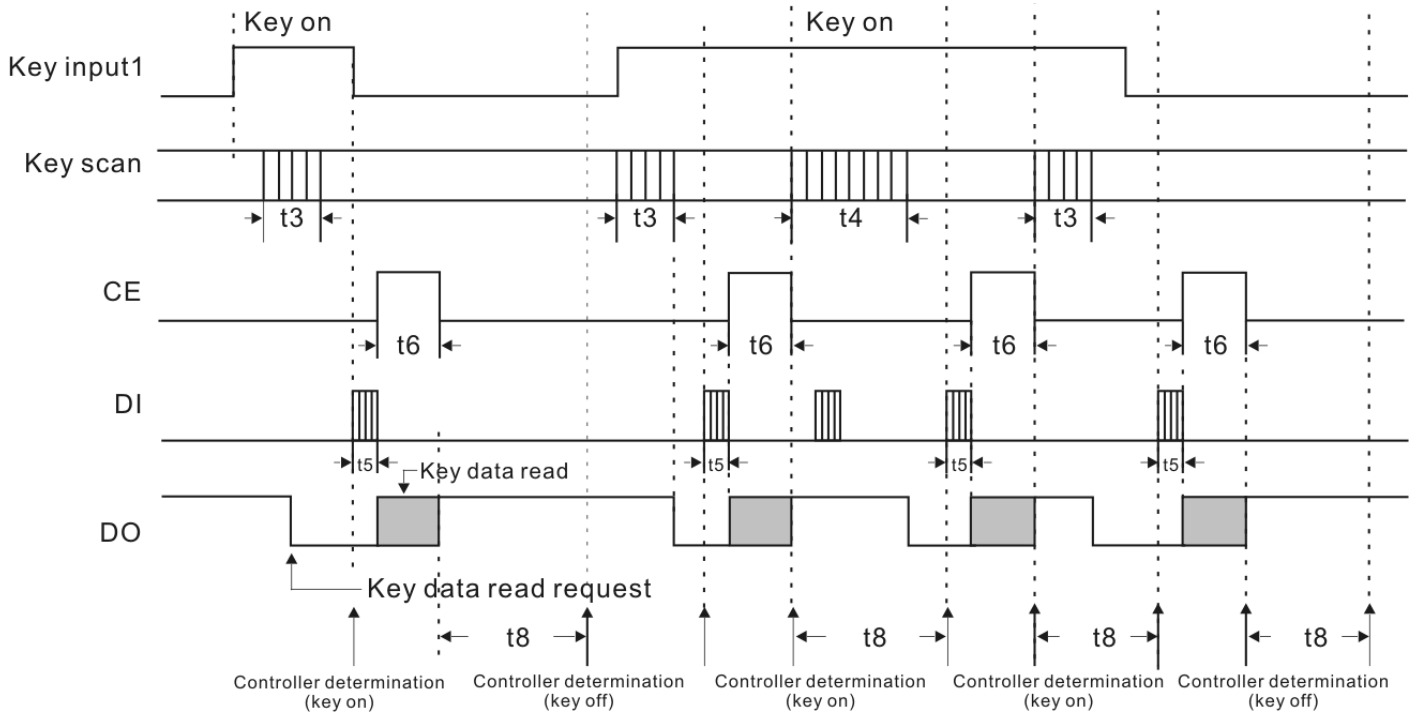 Key on
Key on
Key input1
Key scan
t3
t3
t4
t3
CE
t6
t6
t6
t6
DI
t5
t5
t5
t5
Key data read
DO
Key data read request
t8
t8
t8
t8
Controller determination
(key on)
Controller determination
(key off)
Controller determination
(key on)
Controller determination
(key on)
Controller determination
(key off)